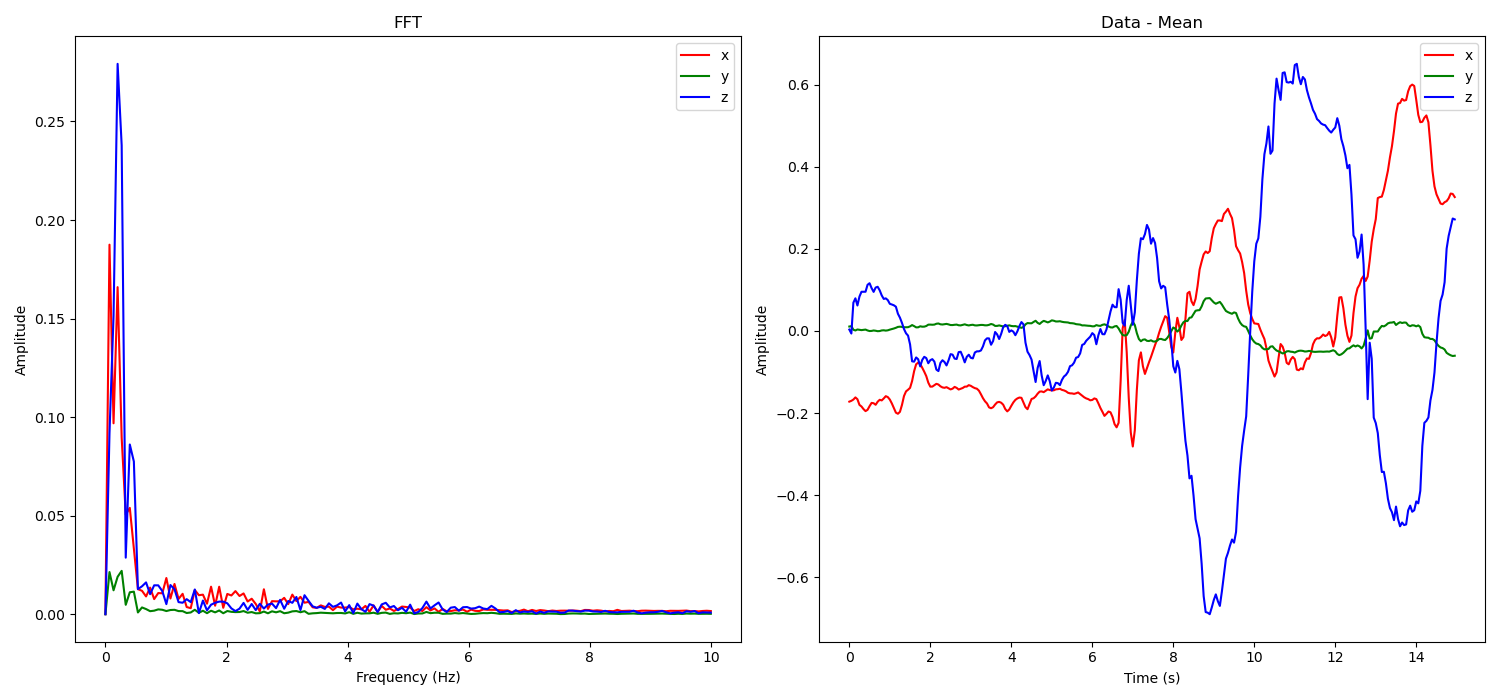 FFT
x
y
z
0.25
0.20
0.15
0.10
0.05
0.00
Amplitude
0
2
4
6
8
10
Frequency (Hz)
Data - Mean
x
y
z
0.6
0.4
0.2
0.0
−0.2
−0.4
−0.6
Amplitude
0
2
4
6
8
10
12
14
Time (s)